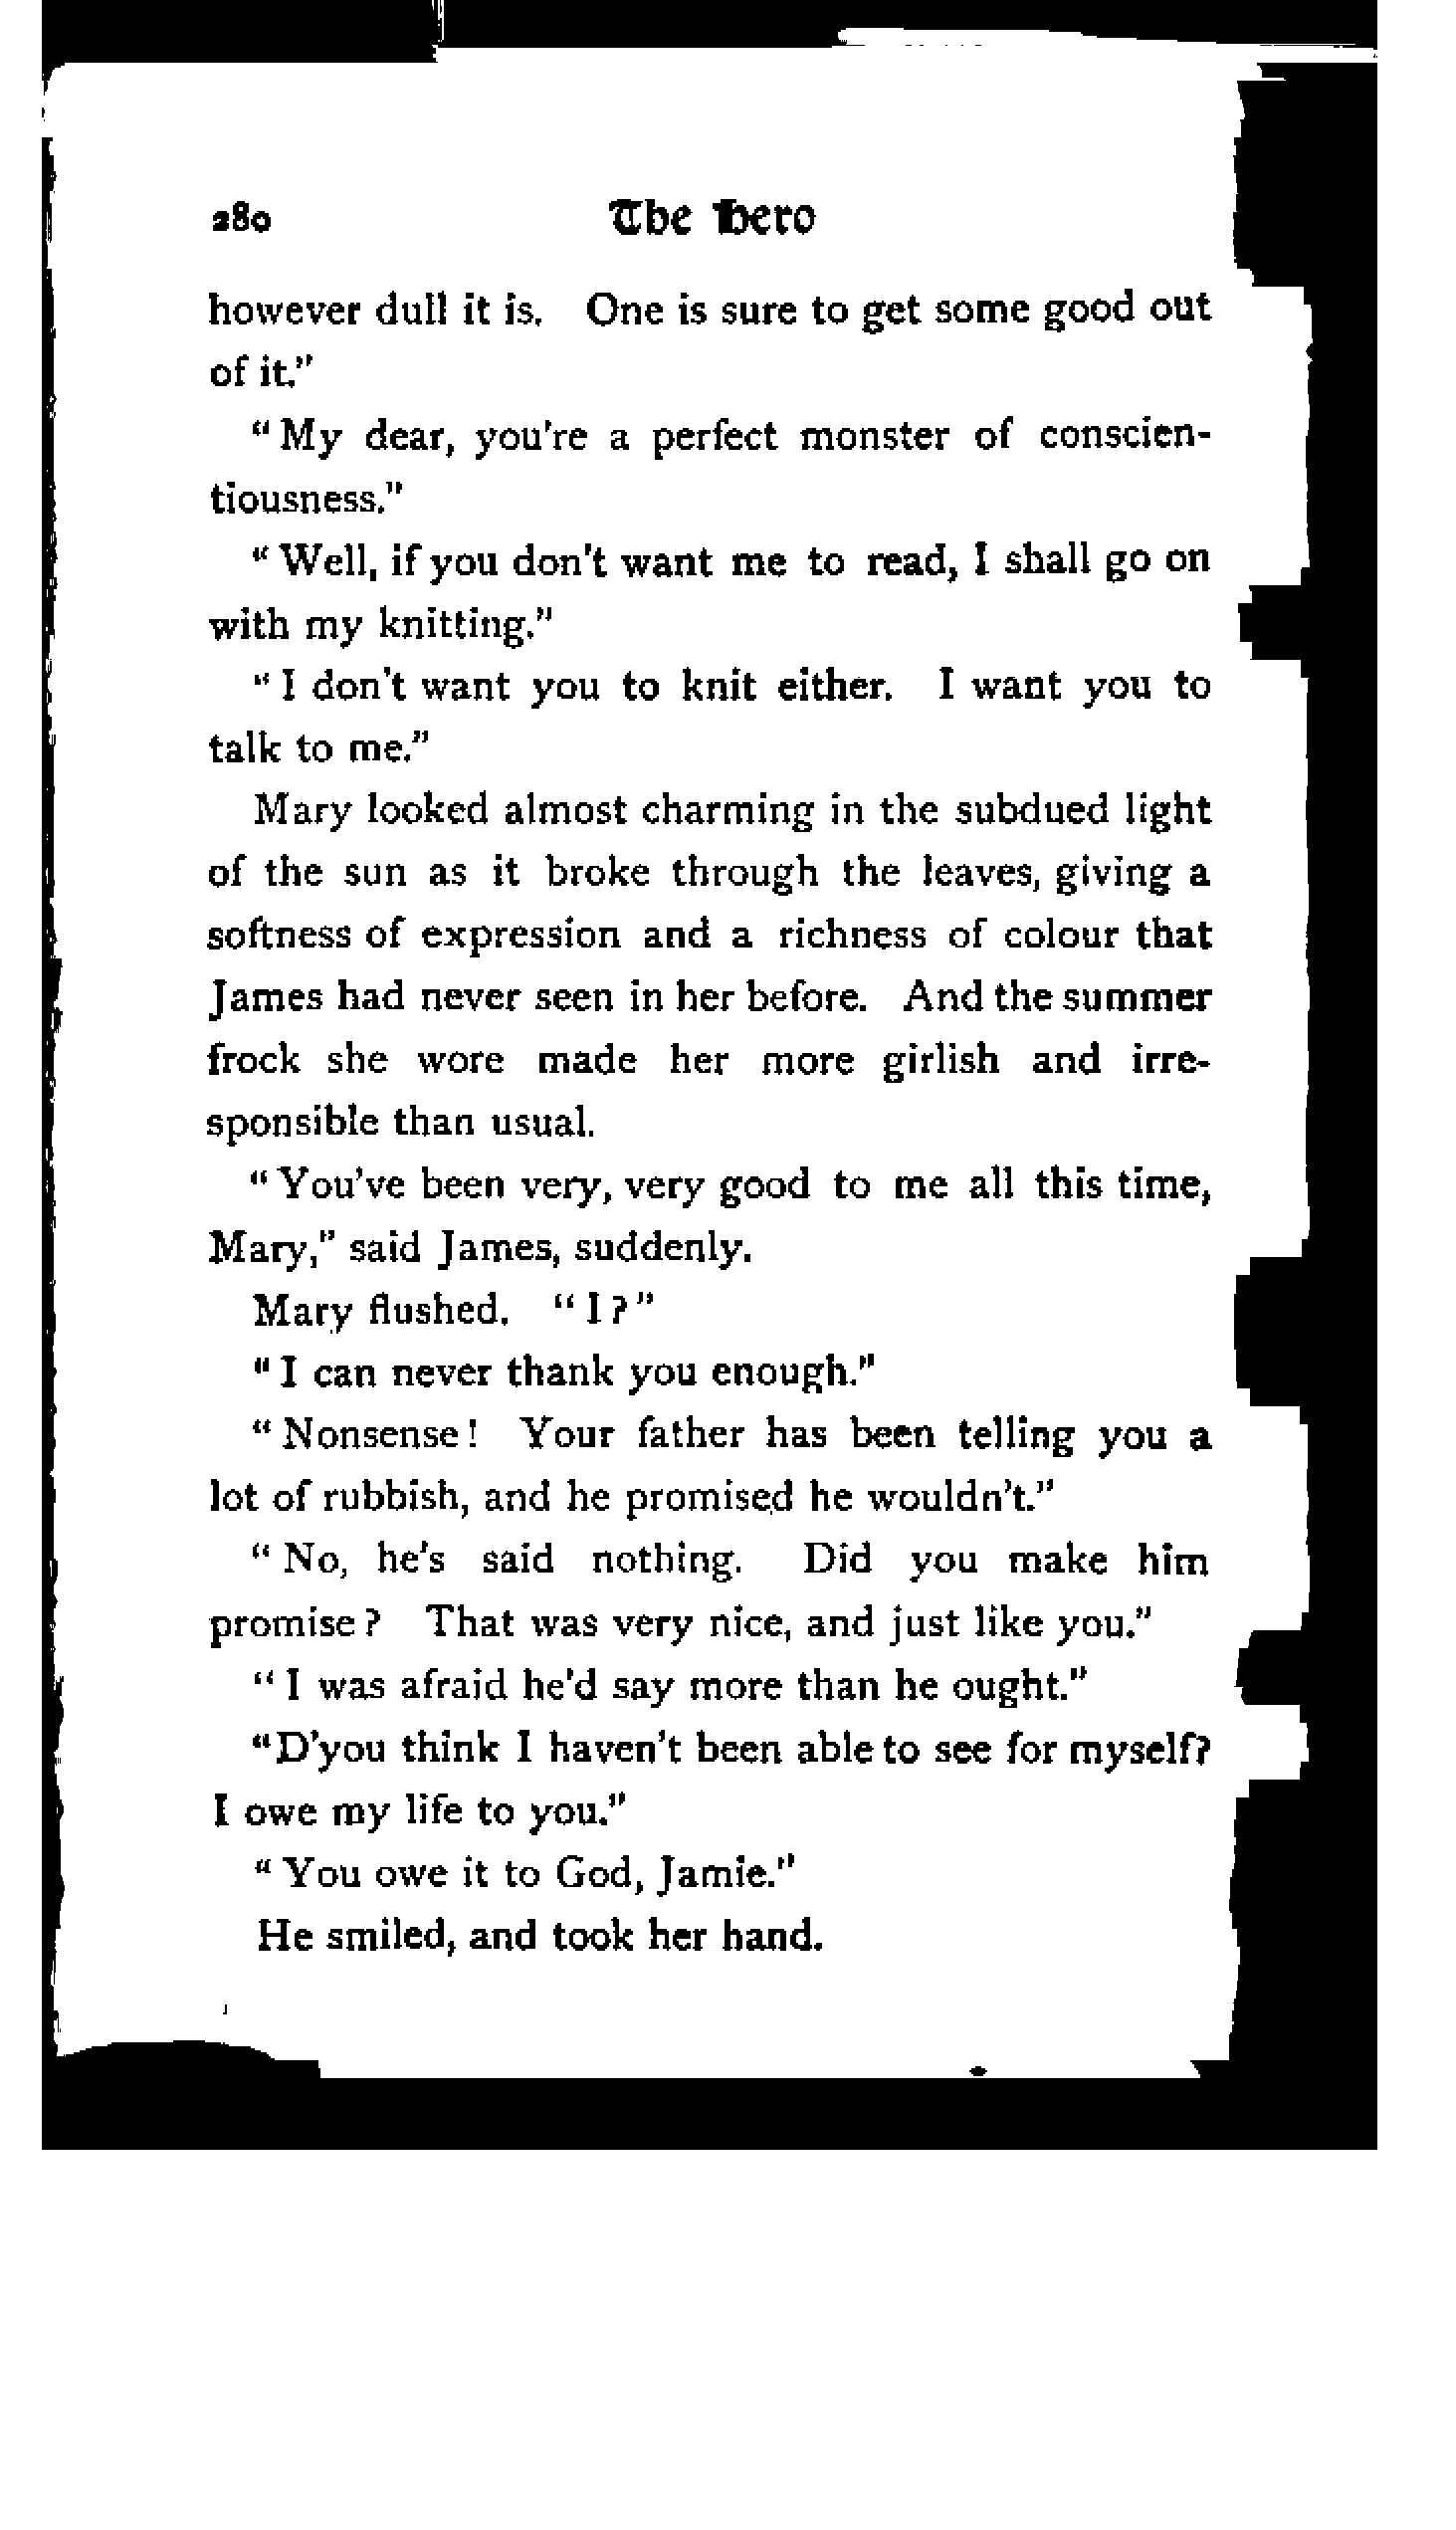 280 The Hero
however dull it is. One is sure to get some good out
of it.”
“My dear, you're a perfect monster of conscien-
tiousness.”
“Well, if you don't want me to read, I shall go on
with my knitting.”
“I don't want you to knit either. I want you to
talk to me.”
Mary looked almost charming in the subdued light
of the sun as it broke through the leaves, giving a
softness of expression and a richness of colour that
James had never seen in her before. And the summer
frock she wore made her more girlish and irre-
sponsible than usual.
“You've been very, very good to me all this time,
Mary,” said James, suddenly.
Mary flushed. “I?”
“I can never thank you enough.”
“Nonsense! Your father has been telling you a
lot of rubbish, and he promised he wouldn't.”
“No, he's said nothing. Did you make him
promise? That was very nice, and just like you.”
“I was afraid he'd say more than he ought.”
“D'you think I haven't been able to see for myself?
I owe my life to you.”
“You owe it to God, Jamie.”
He smiled, and took her hand.